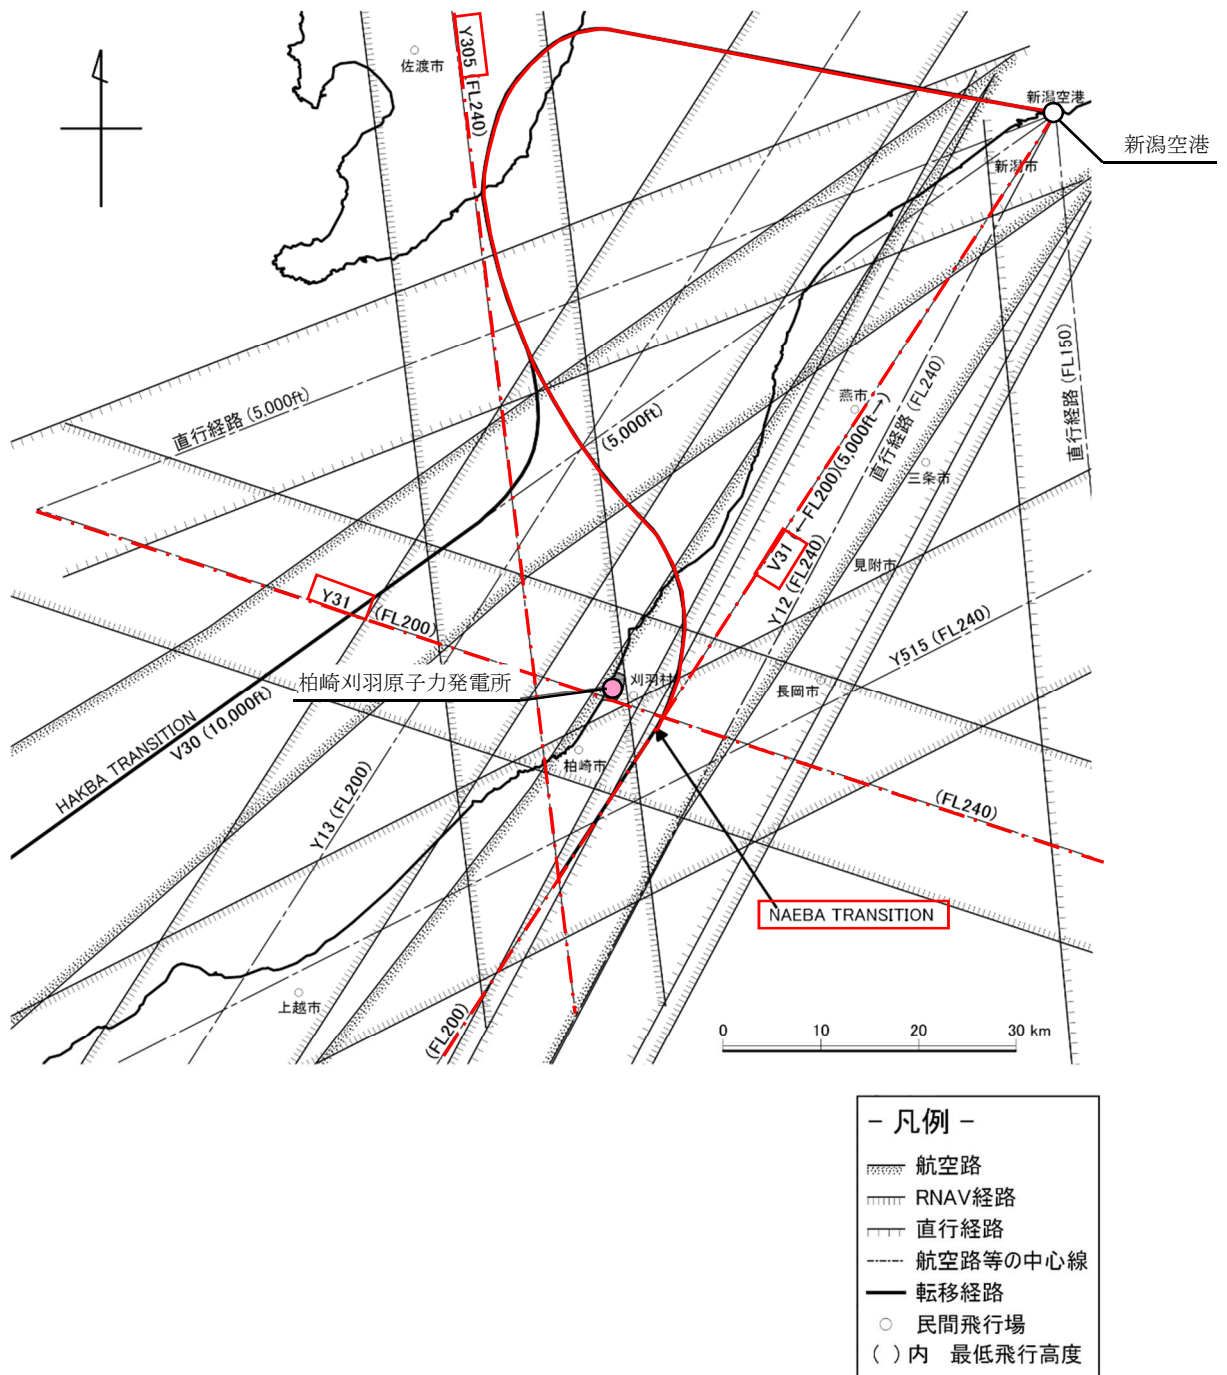 佐渡市
Y305 (FL240)
新潟空港
新潟空港
新潟市
直行経路 (5,000ft)
(5,000ft)
燕市
三条市
直行経路 (FL240)
直行経路 (FL150)
V31 ←FL200)(5,000ft→)
Y12 (FL240)
見附市
Y31 (FL200)
Y515 (FL240)
柏崎刈羽原子力発電所
刈羽村
長岡市
HAKBA TRANSITION
V30 (10,000ft)
柏崎市
Y13 (FL200)
(FL240)
NAEBA TRANSITION
上越市
(FL200)
0 10 20 30 km
- 凡例 -
航空路
RNAV経路
直行経路
航空路等の中心線
転移経路
民間飛行場
( )内 最低飛行高度